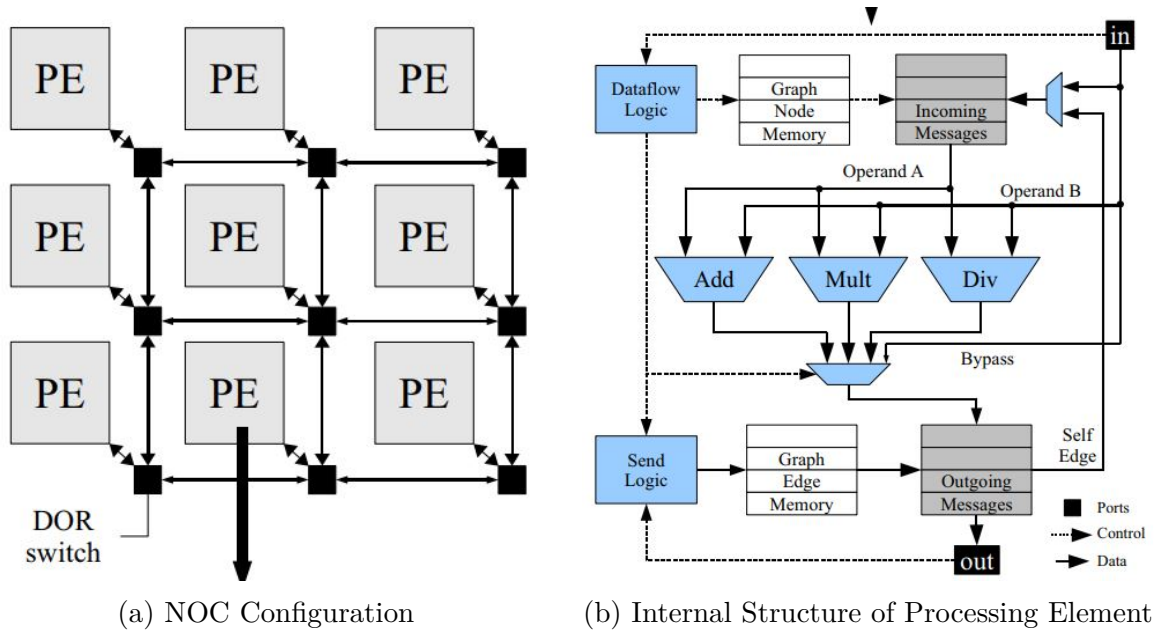 PE
PE
PE
PE
PE
PE
PE
PE
PE
DOR
switch
(a) NOC Configuration
in
Dataflow
Logic
Graph
Node
Memory
Incoming
Messages
Operand A
Operand B
Add
Mult
Div
Bypass
Send
Logic
Graph
Edge
Memory
Outgoing
Messages
Self
Edge
Ports
Control
Data
out
(b) Internal Structure of Processing Element